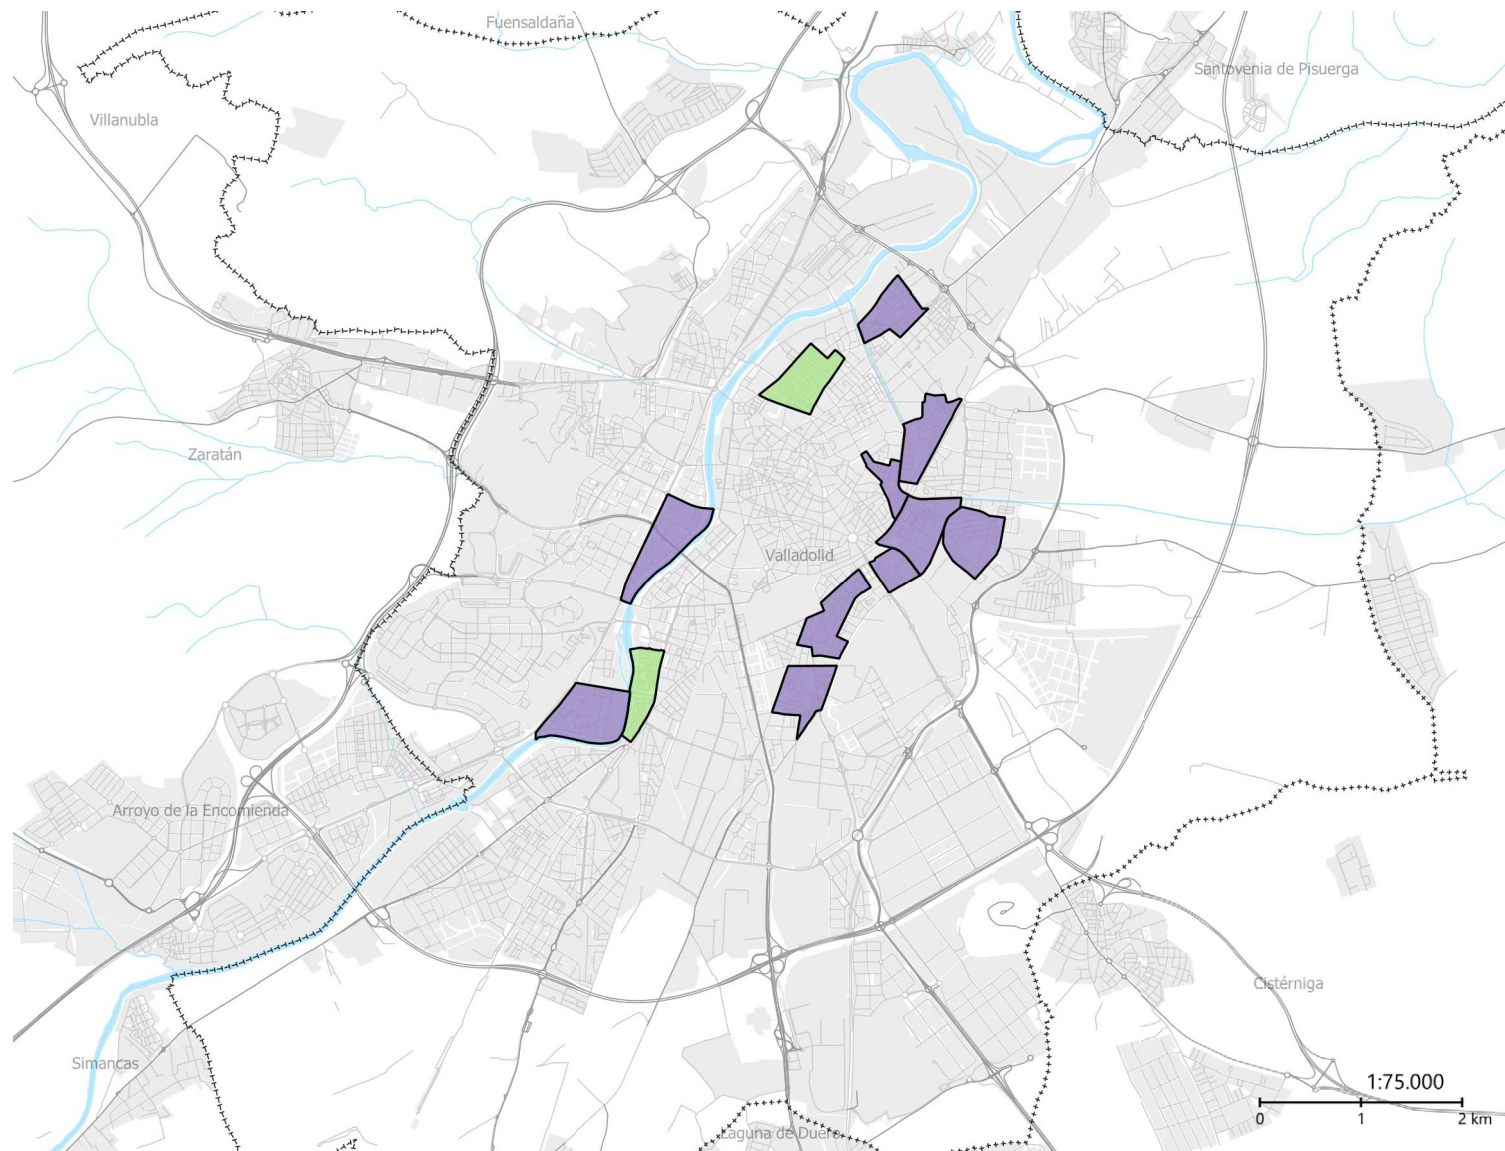 Fuensaldaña
Santovenia de Pisuerga
Villanubla
Zaratán
Valladolid
Arroyo de la Encomienda
Cistérniga
Simancas
1:75.000
0 1 2 km
Laguna de Duero